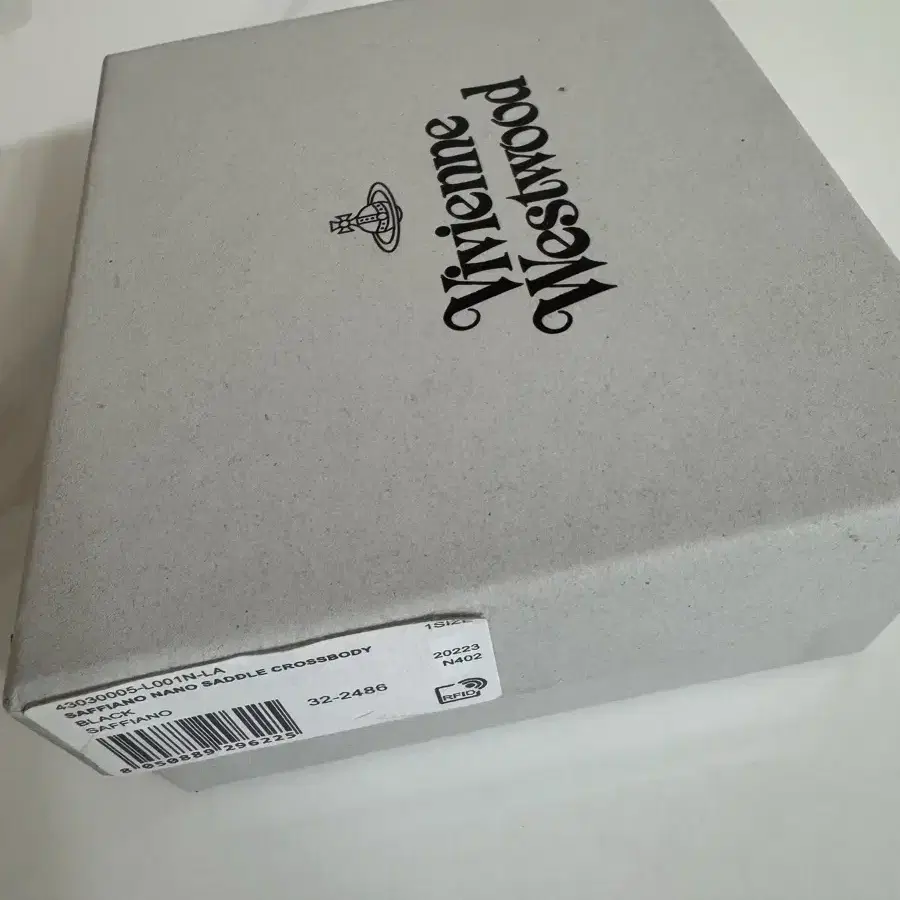 Vivienne
Westwood
43030005-L001N-LA
SAFFIANO NANO SADDLE CROSSBODY
BLACK
SAFFIANO
8 050889 296225
32-2486
1SIZE
20223
N402
RFID